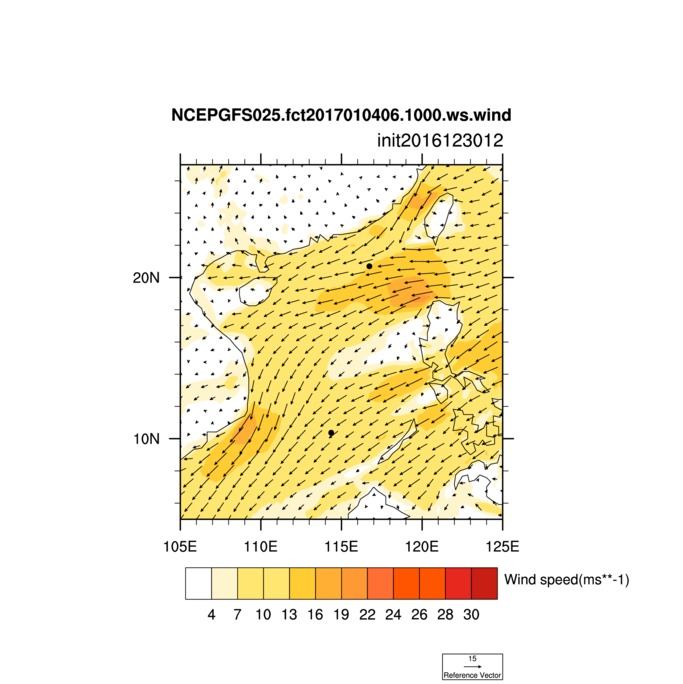 NCEPGFS025.fct2017010406.1000.ws.wind
init2016123012
20N
10N
105E 110E 115E 120E 125E
Wind speed(ms**-1)
4 7 10 13 16 19 22 24 26 28 30
15
Reference Vector